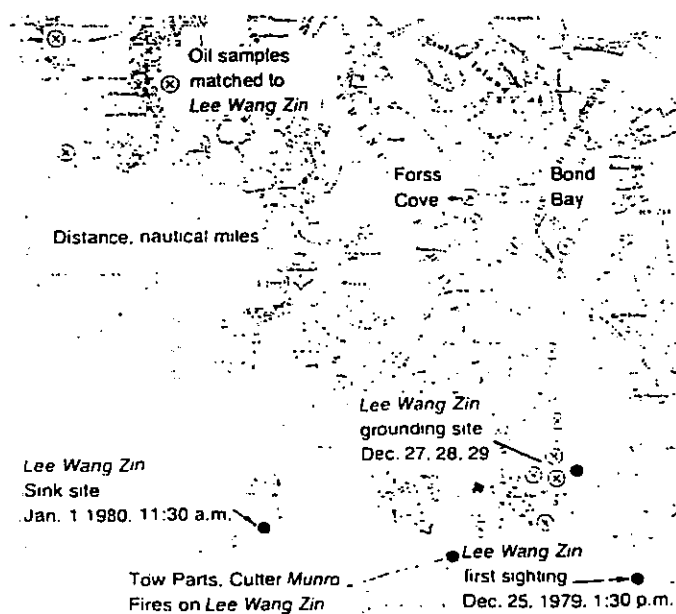 Oil samples
matched to
Lee Wang Zin
Forss
Cove
Bond
Bay
Distance, nautical miles
Lee Wang Zin
grounding site
Dec. 27, 28, 29
Lee Wang Zin
Sink site
Jan. 1 1980, 11:30 a.m.
Tow Parts, Cutter Munro
Fires on Lee Wang Zin
Lee Wang Zin
first sighting
Dec. 25, 1979, 1:30 p.m.